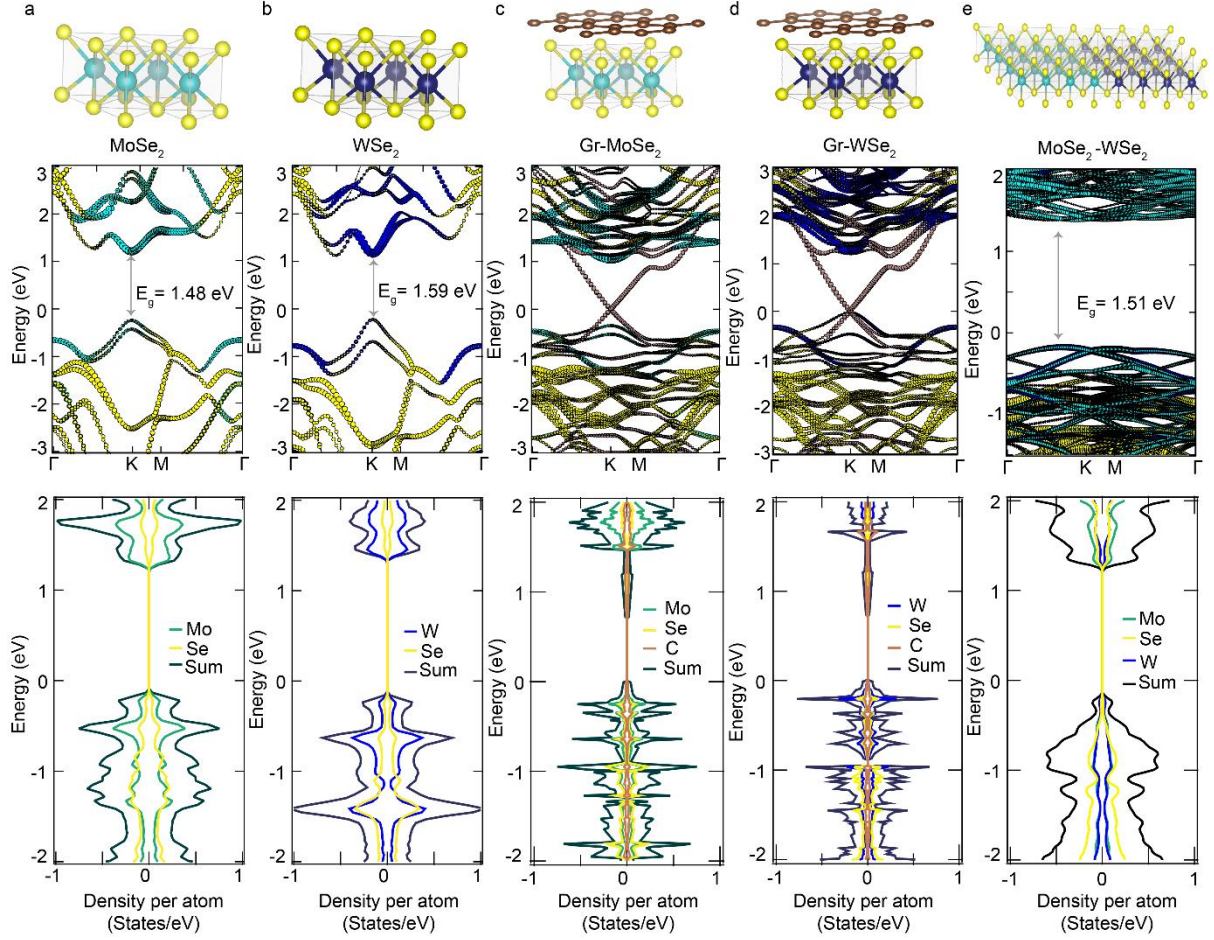 a
b
c
d
e
MoSe2
WSe2
Gr-MoSe2
Gr-WSe2
MoSe2-WSe2
Energy (eV)
3
2
1
0
-1
-2
-3
Eg = 1.48 eV
Γ K M Γ
Energy (eV)
3
2
1
0
-1
-2
-3
Eg = 1.59 eV
Γ K M Γ
Energy (eV)
3
2
1
0
-1
-2
-3
Γ K M Γ
Energy (eV)
3
2
1
0
-1
-2
-3
Γ K M Γ
Energy (eV)
2
1
0
-1
Eg = 1.51 eV
Γ K M Γ
Energy (eV)
2
1
0
-1
-2
Mo
Se
Sum
-1 0 1
Density per atom
(States/eV)
Energy (eV)
2
1
0
-1
-2
W
Se
Sum
-1 0 1
Density per atom
(States/eV)
Energy (eV)
2
1
0
-1
-2
Mo
Se
C
Sum
-1 0 1
Density per atom
(States/eV)
Energy (eV)
2
1
0
-1
-2
W
Se
C
Sum
-1 0 1
Density per atom
(States/eV)
Energy (eV)
2
1
0
-1
-2
Mo
Se
W
Sum
-1 0 1
Density per atom
(States/eV)